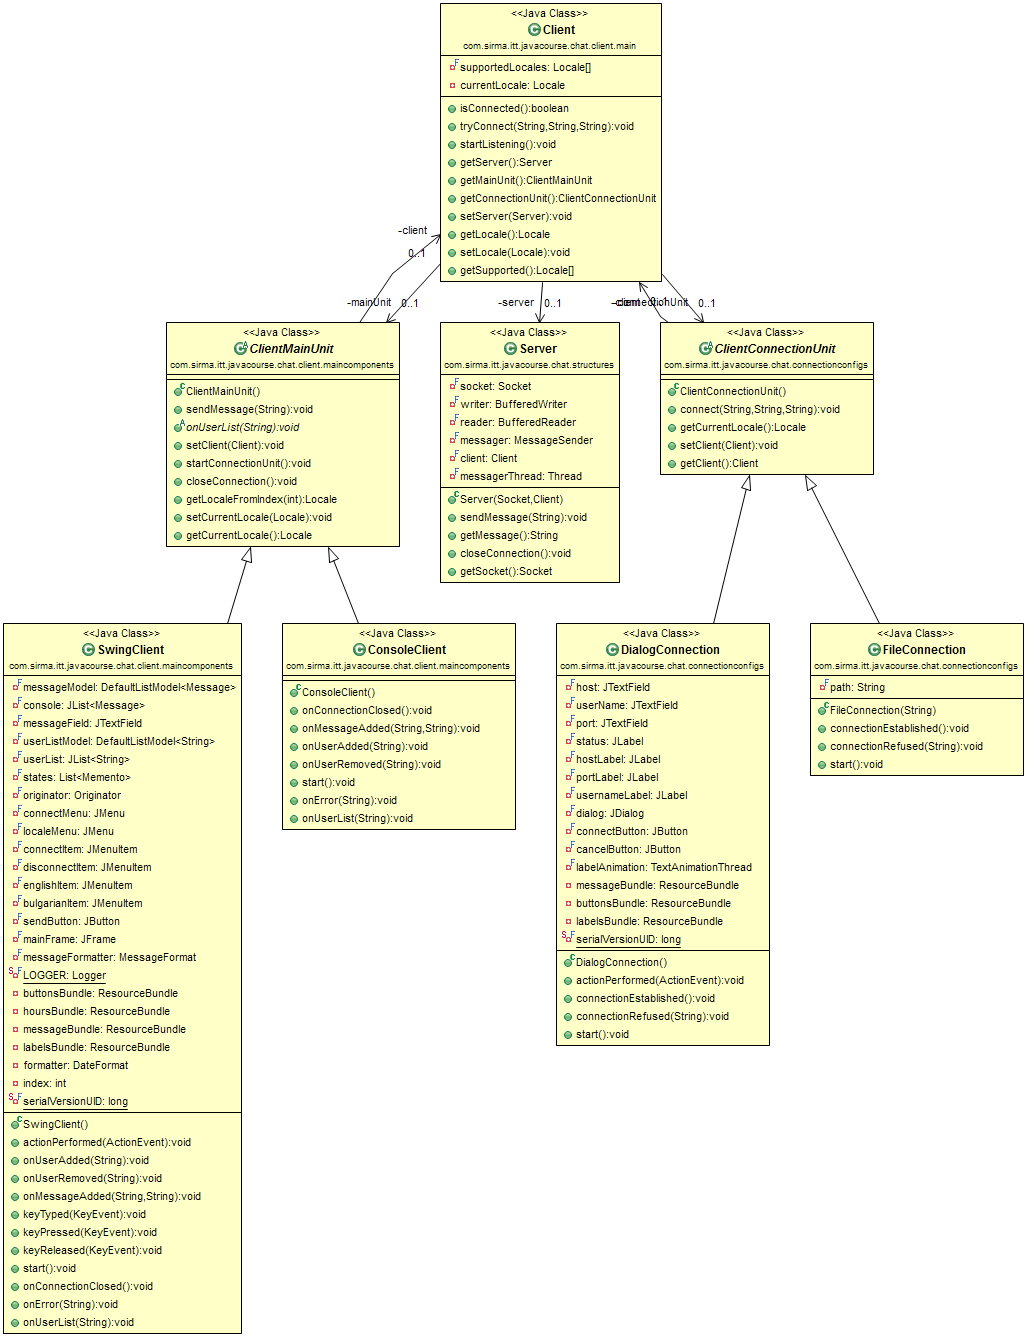 <<Java Class>>
Client
com.sirma.itt.javacourse.chat.client.main
supportedLocales: Locale[]
currentLocale: Locale
isConnected():boolean
tryConnect(String,String,String):void
startListening():void
getServer():Server
getMainUnit():ClientMainUnit
getConnectionUnit():ClientConnectionUnit
setServer(Server):void
getLocale():Locale
setLocale(Locale):void
getSupported():Locale[]
-client
0..1
-mainUnit
0..1
-server
0..1
0..1
<<Java Class>>
ClientMainUnit
com.sirma.itt.javacourse.chat.client.maincomponents
ClientMainUnit()
sendMessage(String):void
onUserList(String):void
setClient(Client):void
startConnectionUnit():void
closeConnection():void
getLocaleFromIndex(int):Locale
setCurrentLocale(Locale):void
getCurrentLocale():Locale
<<Java Class>>
Server
com.sirma.itt.javacourse.chat.structures
socket: Socket
writer: BufferedWriter
reader: BufferedReader
messager: MessageSender
client: Client
messagerThread: Thread
Server(Socket,Client)
sendMessage(String):void
getMessage():String
closeConnection():void
getSocket():Socket
<<Java Class>>
ClientConnectionUnit
com.sirma.itt.javacourse.chat.connectionconfigs
ClientConnectionUnit()
connect(String,String,String):void
getCurrentLocale():Locale
setClient(Client):void
getClient():Client
<<Java Class>>
SwingClient
com.sirma.itt.javacourse.chat.client.maincomponents
messageModel: DefaultListModel<Message>
console: JList<Message>
messageField: JTextField
userListModel: DefaultListModel<String>
userList: JList<String>
states: List<Memento>
originator: Originator
connectMenu: JMenu
localeMenu: JMenu
connectItem: JMenuItem
disconnectItem: JMenuItem
englishItem: JMenuItem
bulgarianItem: JMenuItem
sendButton: JButton
mainFrame: JFrame
messageFormatter: MessageFormat
LOGGER: Logger
buttonsBundle: ResourceBundle
hoursBundle: ResourceBundle
messageBundle: ResourceBundle
labelsBundle: ResourceBundle
formatter: DateFormat
index: int
serialVersionUID: long
SwingClient()
actionPerformed(ActionEvent):void
onUserAdded(String):void
onUserRemoved(String):void
onMessageAdded(String,String):void
keyTyped(KeyEvent):void
keyPressed(KeyEvent):void
keyReleased(KeyEvent):void
start():void
onConnectionClosed():void
onError(String):void
onUserList(String):void
<<Java Class>>
ConsoleClient
com.sirma.itt.javacourse.chat.client.maincomponents
ConsoleClient()
onConnectionClosed():void
onMessageAdded(String,String):void
onUserAdded(String):void
onUserRemoved(String):void
start():void
onError(String):void
onUserList(String):void
<<Java Class>>
DialogConnection
com.sirma.itt.javacourse.chat.connectionconfigs
host: JTextField
userName: JTextField
port: JTextField
status: JLabel
hostLabel: JLabel
portLabel: JLabel
usernameLabel: JLabel
dialog: JDialog
connectButton: JButton
cancelButton: JButton
labelAnimation: TextAnimationThread
messageBundle: ResourceBundle
buttonsBundle: ResourceBundle
labelsBundle: ResourceBundle
serialVersionUID: long
DialogConnection()
actionPerformed(ActionEvent):void
connectionEstablished():void
connectionRefused(String):void
start():void
<<Java Class>>
FileConnection
com.sirma.itt.javacourse.chat.connectionconfigs
path: String
FileConnection(String)
connectionEstablished():void
connectionRefused(String):void
start():void